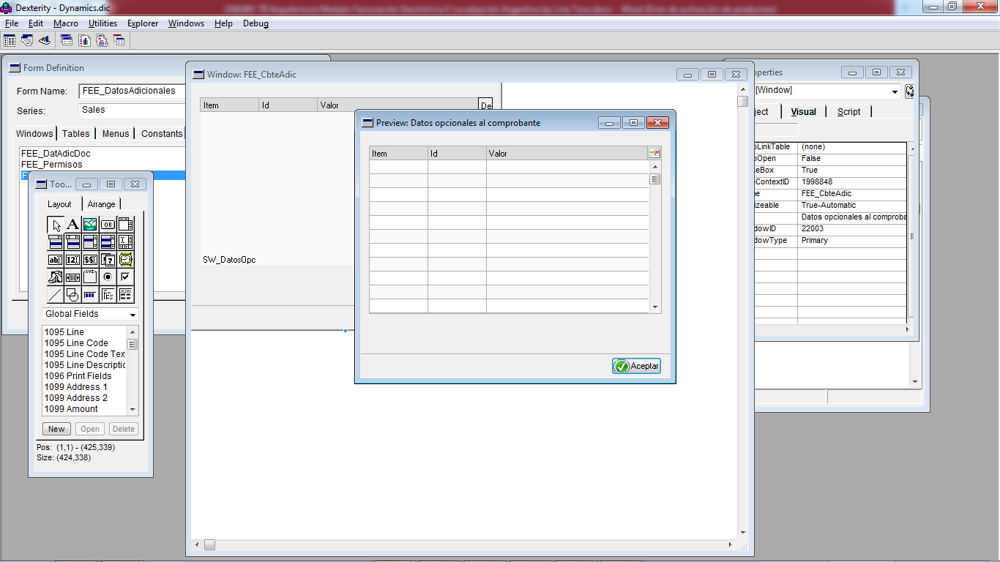 Dexterity - Dynamics.dic
File Edit Macro Utilities Explorer Windows Help Debug
Form Definition
Form Name: FEE_DatosAdicionales
Series: Sales
Windows Tables Menus Constants
FEE_DatAdicDoc
FEE_Permisos
F
Too...
Layout Arrange
OK
Global Fields
1095 Line
1095 Line Code
1095 Line Code Tex
1095 Line Descriptic
1096 Print Fields
1099 Address 1
1099 Address 2
1099 Amount
New Open Delete
Pos: (1,1) - (425,339)
Size: (424,338)
Window: FEE_CbteAdic
Item Id Valor De
SW_DatosOpc
Preview: Datos opcionales al comprobante
Item Id Valor
Aceptar
operties
[Window]
ject Visual Script
oLinkTable (none)
oOpen False
eBox True
oContextID 1998848
e FEE_CbteAdic
izeable True-Automatic
Datos opcionales al comproba
dowID 22003
dowType Primary